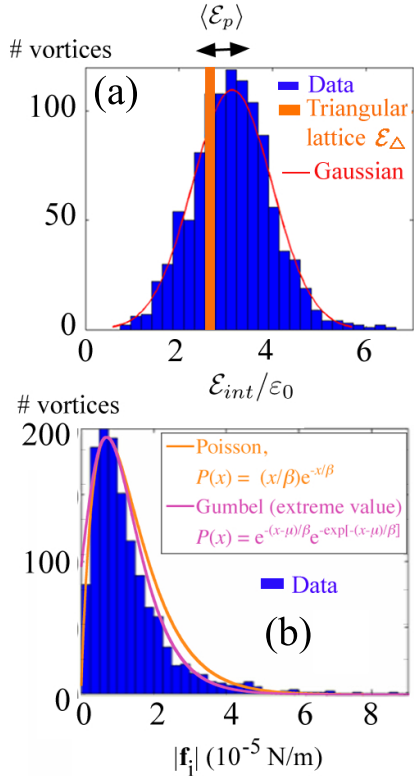 ⟨ℰp⟩
# vortices
(a)
Data
Triangular
lattice ℰ△
Gaussian
100
50
0
0
2
4
6
ℰint/ε0
# vortices
200
Poisson,
P(x) = (x/β)e-x/β
Gumbel (extreme value)
P(x) = e-(x-μ)/βe-exp[-(x-μ)/β]
100
Data
(b)
0
0
2
4
6
8
|fi| (10-5 N/m)